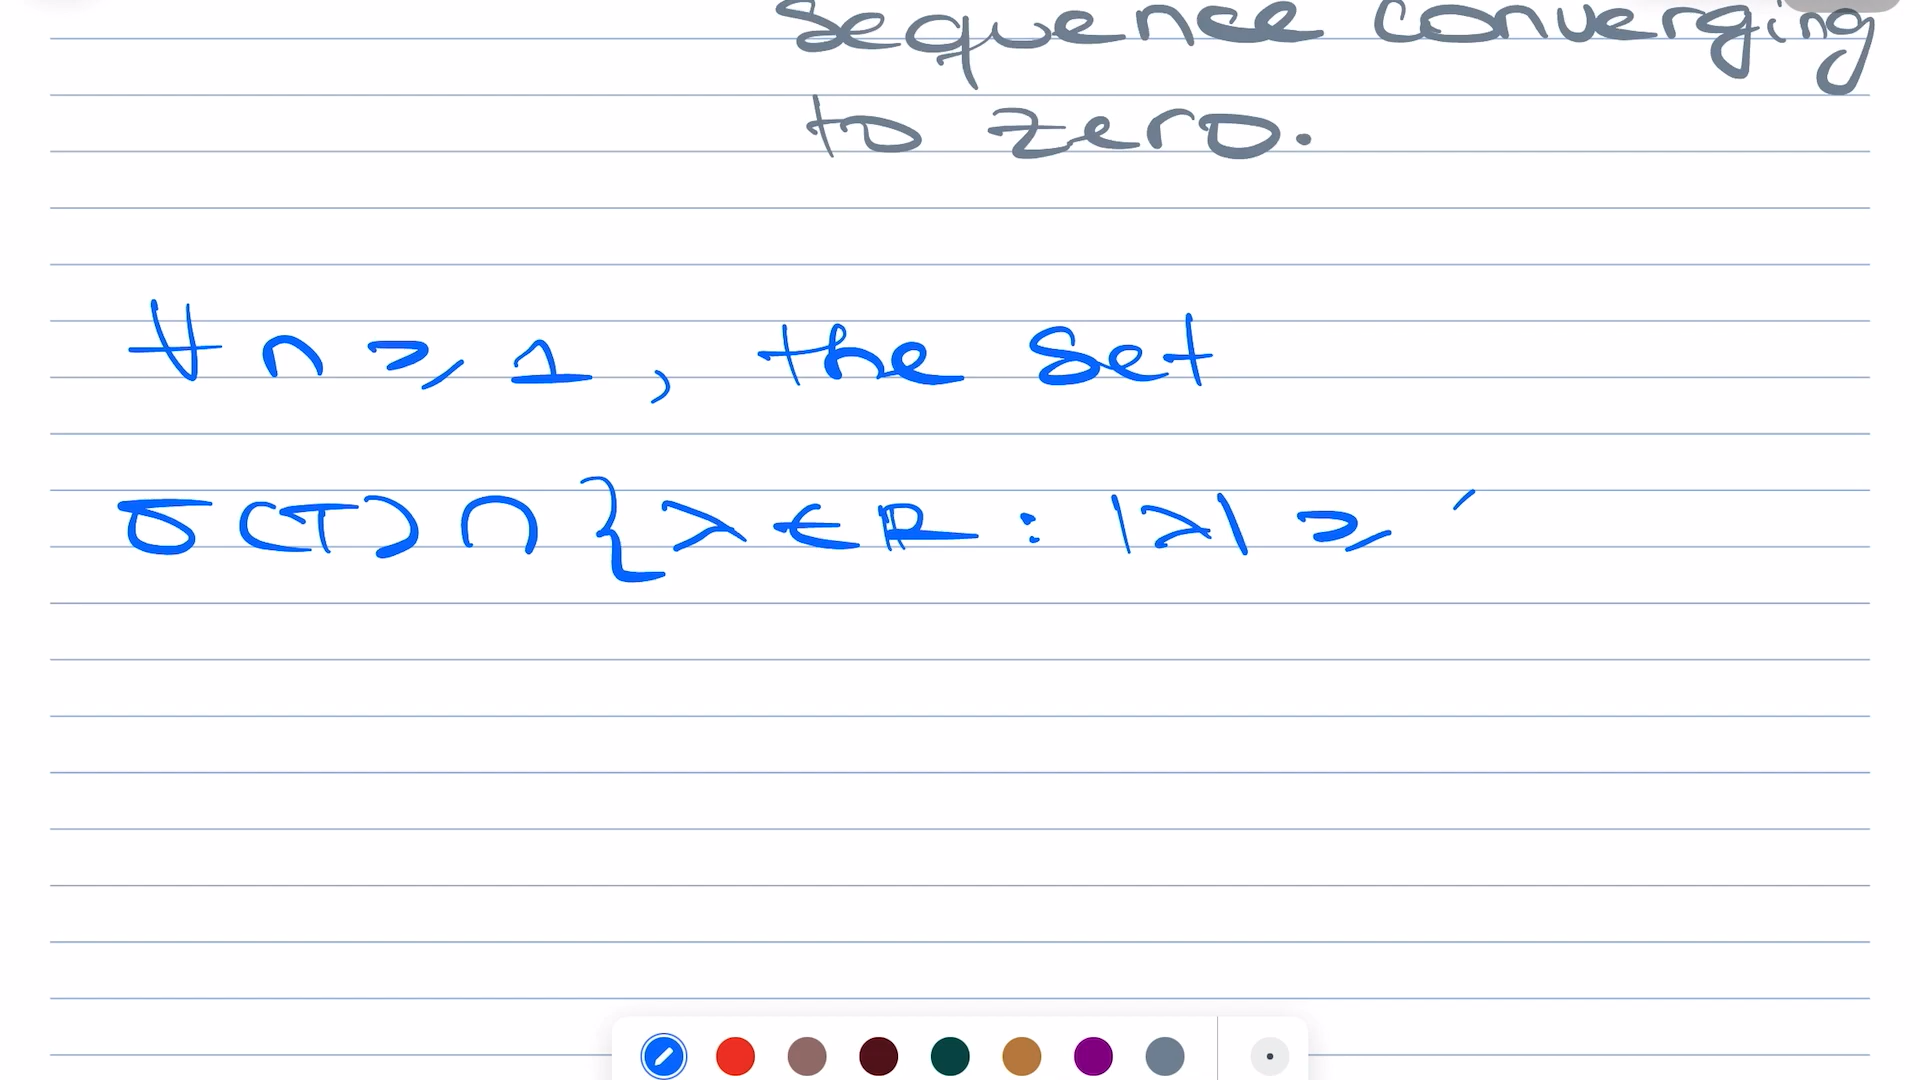 sequence converging
to zero.
∀ n ≥ 1, the set
σ(T) ∩ {λ ∈ ℝ : |λ| ≥